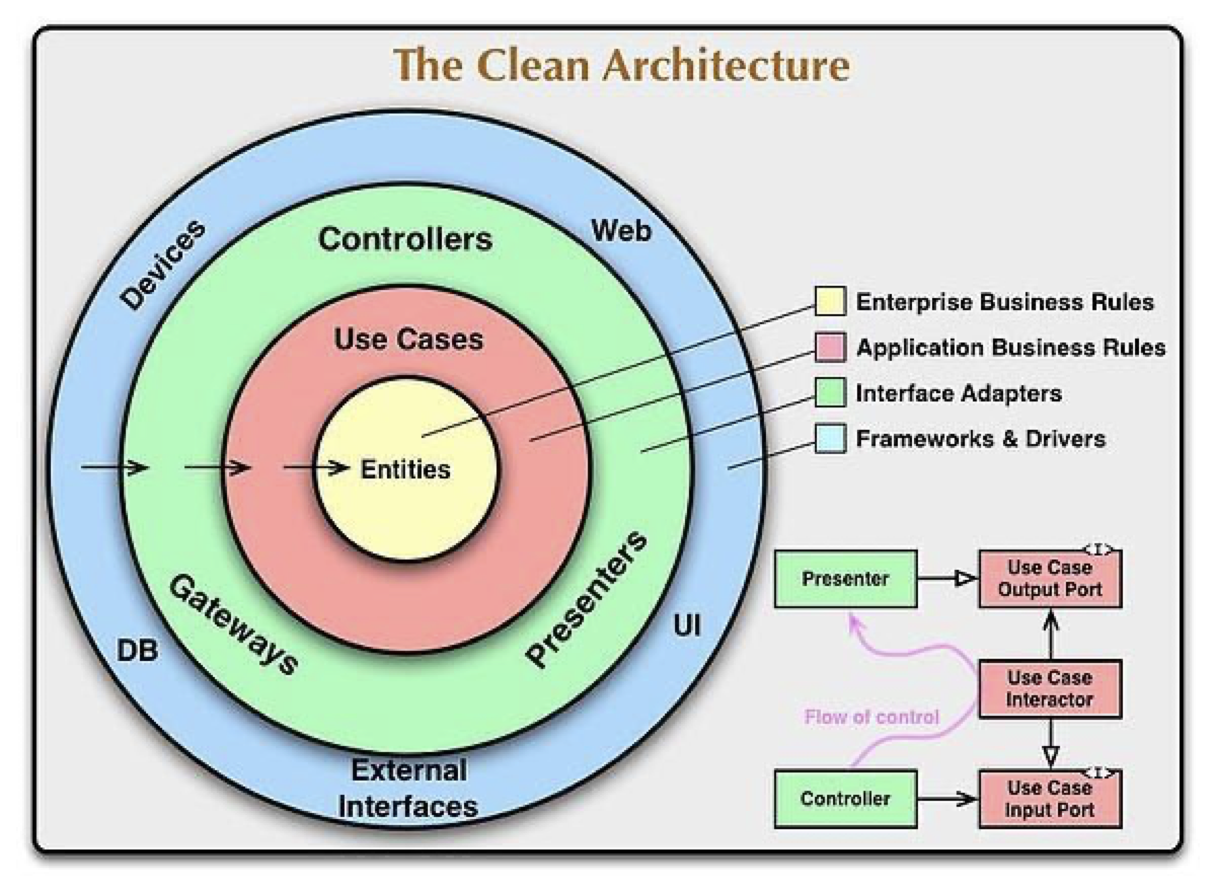 The Clean Architecture
Devices
Web
Controllers
Use Cases
Entities
Gateways
Presenters
DB
UI
External
Interfaces
Enterprise Business Rules
Application Business Rules
Interface Adapters
Frameworks & Drivers
Presenter
<I>
Use Case
Output Port
Use Case
Interactor
Flow of control
Controller
<I>
Use Case
Input Port